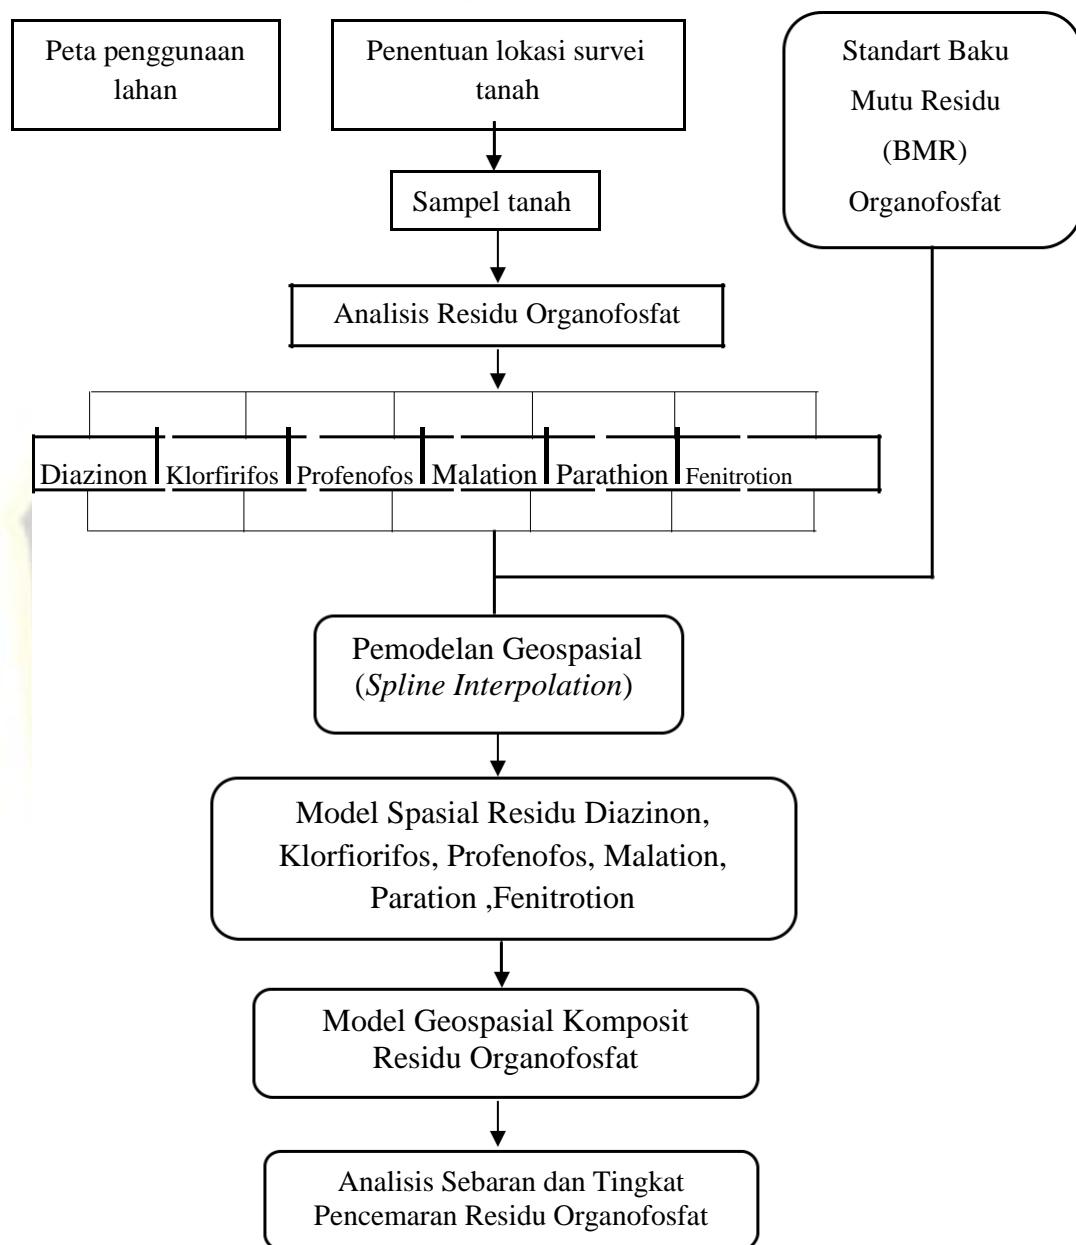 Peta penggunaan
lahan
Penentuan lokasi survei
tanah
Standart Baku
Mutu Residu
(BMR)
Organofosfat
Sampel tanah
Analisis Residu Organofosfat
Diazinon
Klorfirifos
Profenofos
Malation
Parathion
Fenitrotion
Pemodelan Geospasial
(Spline Interpolation)
Model Spasial Residu Diazinon,
Klorfiorifos, Profenofos, Malation,
Paration ,Fenitrotion
Model Geospasial Komposit
Residu Organofosfat
Analisis Sebaran dan Tingkat
Pencemaran Residu Organofosfat